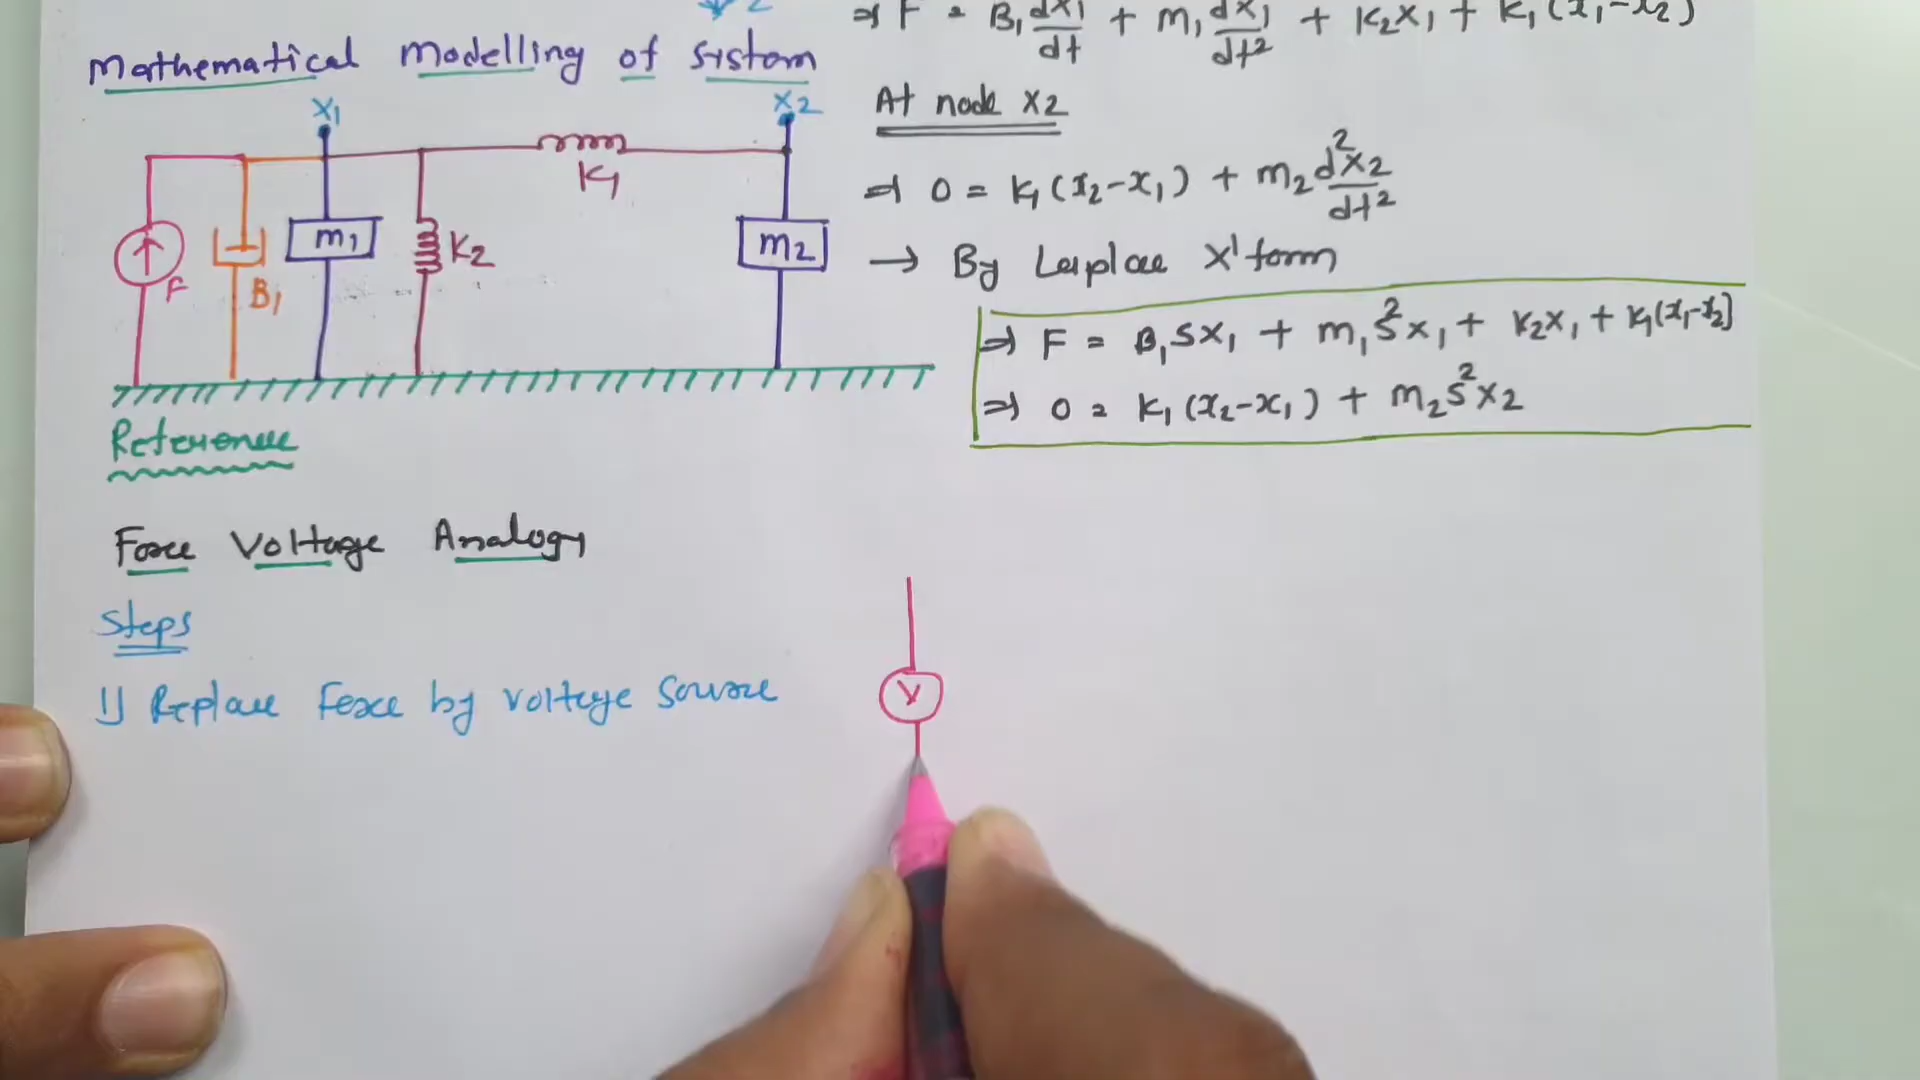 Mathematical Modelling of System
x1
x2
K1
F
B1
m1
K2
m2
Reference
⇒ F = B1 dx1/dt + m1 dx1/dt² + K2x1 + K1(x1-x2)
At node x2
⇒ 0 = K1(x2-x1) + m2 d²x2/dt²
→ By Laplace X'form
⇒ F = B1sx1 + m1s²x1 + K2x1 + K1(x1-x2]
⇒ 0 = K1(x2-x1) + m2s²x2
Force Voltage Analogy
Steps
1) Replace Force by voltage source
V